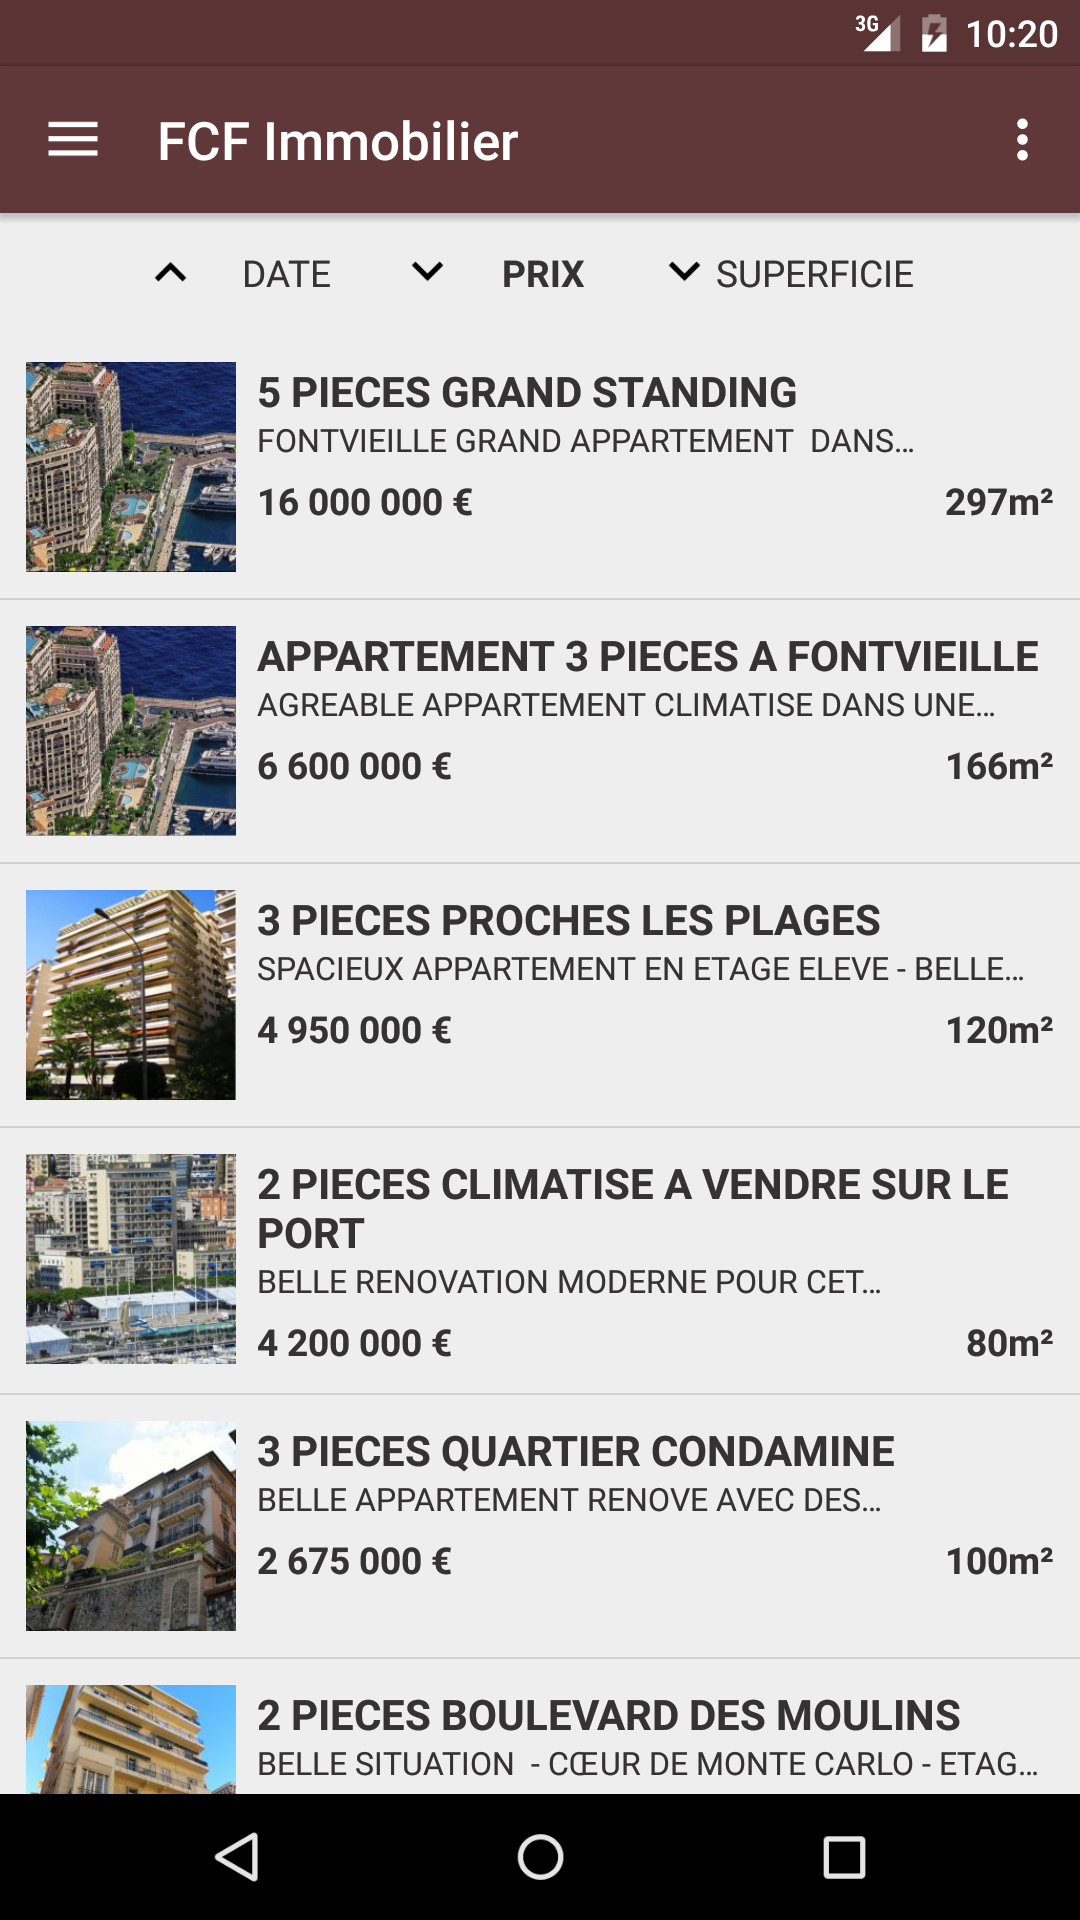 3G 10:20
FCF Immobilier
DATE PRIX SUPERFICIE
5 PIECES GRAND STANDING
FONTVIEILLE GRAND APPARTEMENT  DANS...
16 000 000 € 297m²
APPARTEMENT 3 PIECES A FONTVIEILLE
AGREABLE APPARTEMENT CLIMATISE DANS UNE...
6 600 000 € 166m²
3 PIECES PROCHES LES PLAGES
SPACIEUX APPARTEMENT EN ETAGE ELEVE - BELLE...
4 950 000 € 120m²
2 PIECES CLIMATISE A VENDRE SUR LE
PORT
BELLE RENOVATION MODERNE POUR CET...
4 200 000 € 80m²
3 PIECES QUARTIER CONDAMINE
BELLE APPARTEMENT RENOVE AVEC DES...
2 675 000 € 100m²
2 PIECES BOULEVARD DES MOULINS
BELLE SITUATION  - CŒUR DE MONTE CARLO - ETAG...